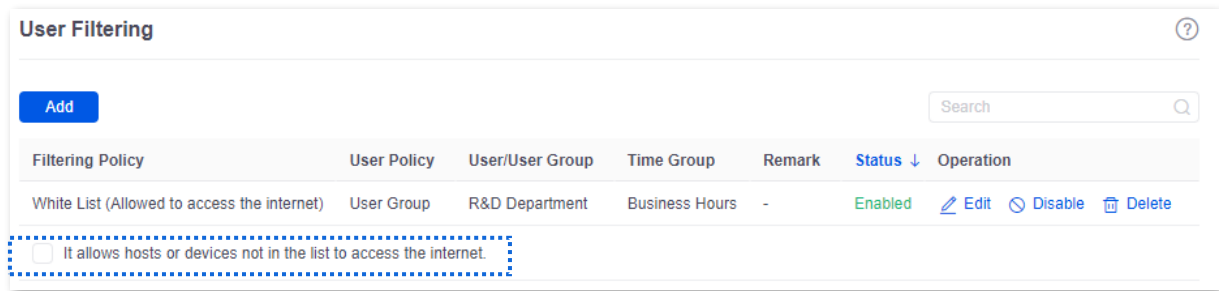 User Filtering
?
Add
Search
Filtering Policy User Policy User/User Group Time Group Remark Status ↓ Operation
White List (Allowed to access the internet) User Group R&D Department Business Hours - Enabled Edit Disable Delete
It allows hosts or devices not in the list to access the internet.